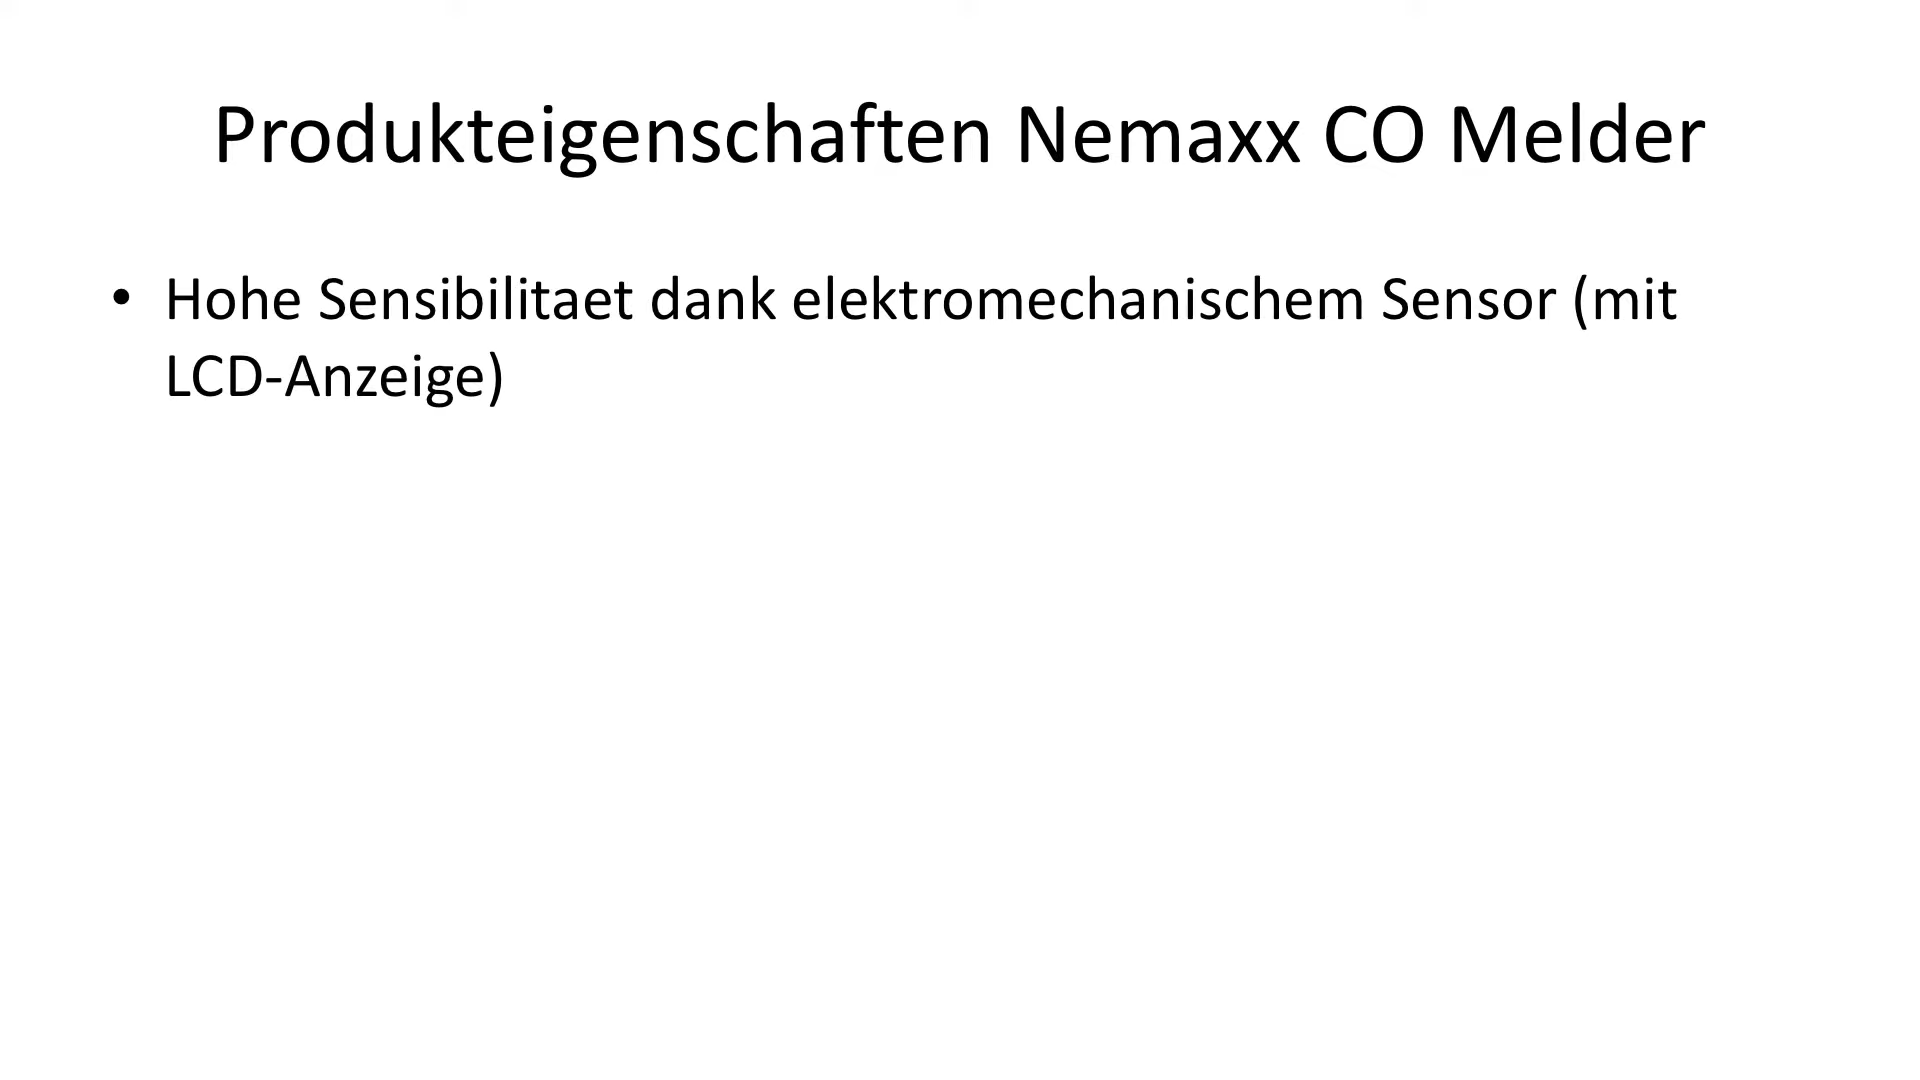 Produkteigenschaften Nemaxx CO Melder
• Hohe Sensibilitaet dank elektromechanischem Sensor (mit
LCD-Anzeige)